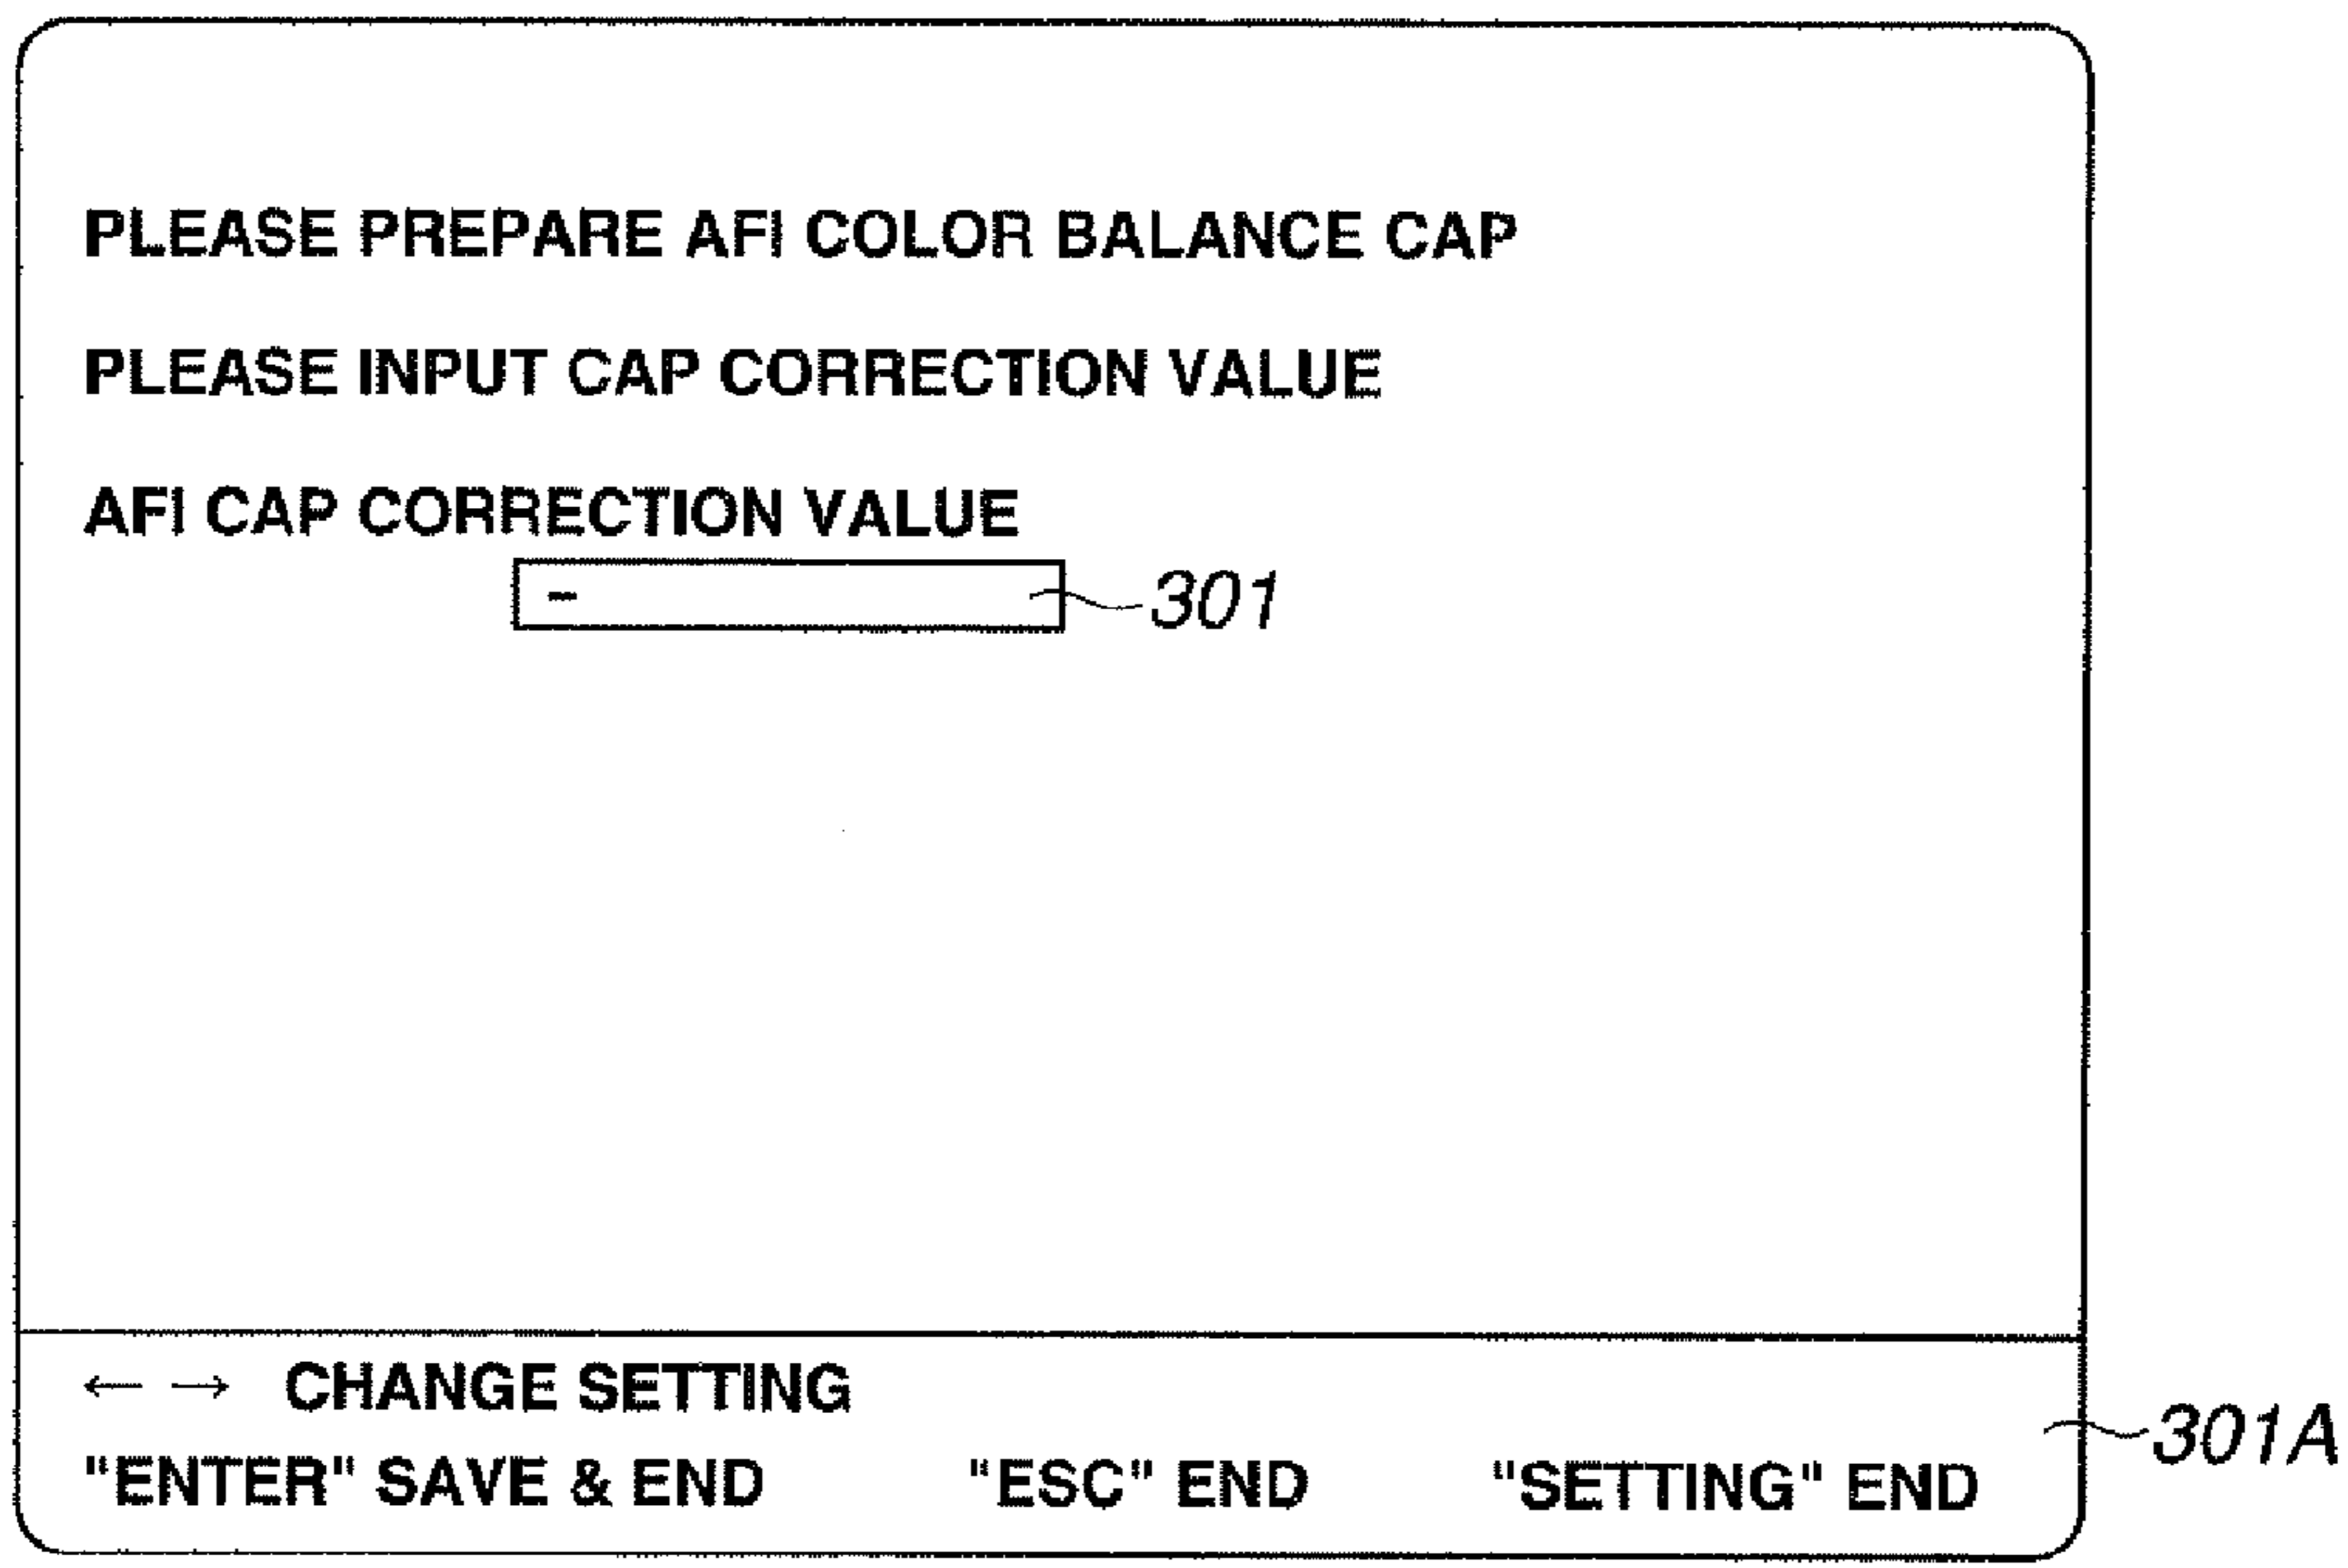 PLEASE PREPARE AFI COLOR BALANCE CAP
PLEASE INPUT CAP CORRECTION VALUE
AFI CAP CORRECTION VALUE
- 301
← → CHANGE SETTING
301A
"ENTER" SAVE & END "ESC" END "SETTING" END